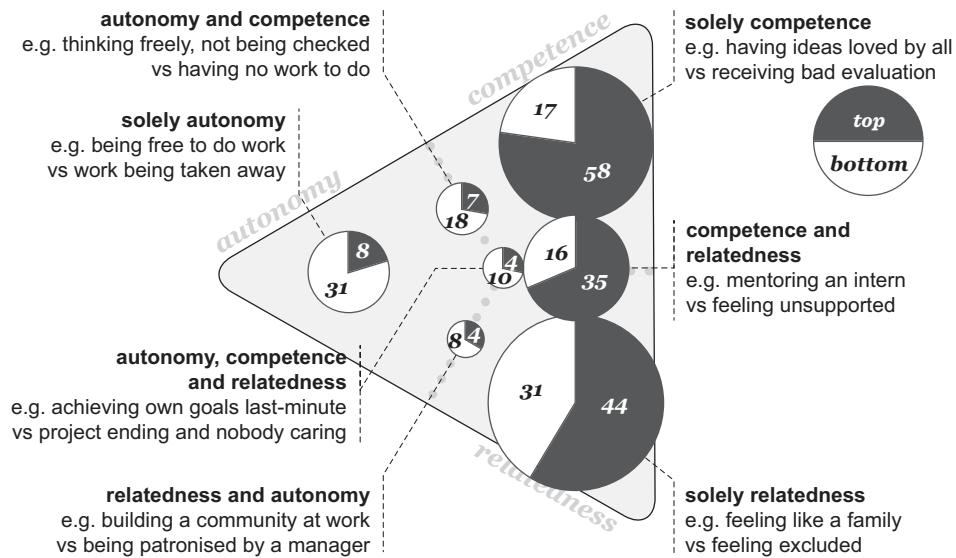 autonomy and competence
e.g. thinking freely, not being checked
vs having no work to do
solely autonomy
e.g. being free to do work
vs work being taken away
autonomy
competence
solely competence
e.g. having ideas loved by all
vs receiving bad evaluation
top
bottom
17
58
7
18
8
31
4
10
16
35
4
8
31
44
competence and
relatedness
e.g. mentoring an intern
vs feeling unsupported
autonomy, competence
and relatedness
e.g. achieving own goals last-minute
vs project ending and nobody caring
relatedness
relatedness and autonomy
e.g. building a community at work
vs being patronised by a manager
solely relatedness
e.g. feeling like a family
vs feeling excluded